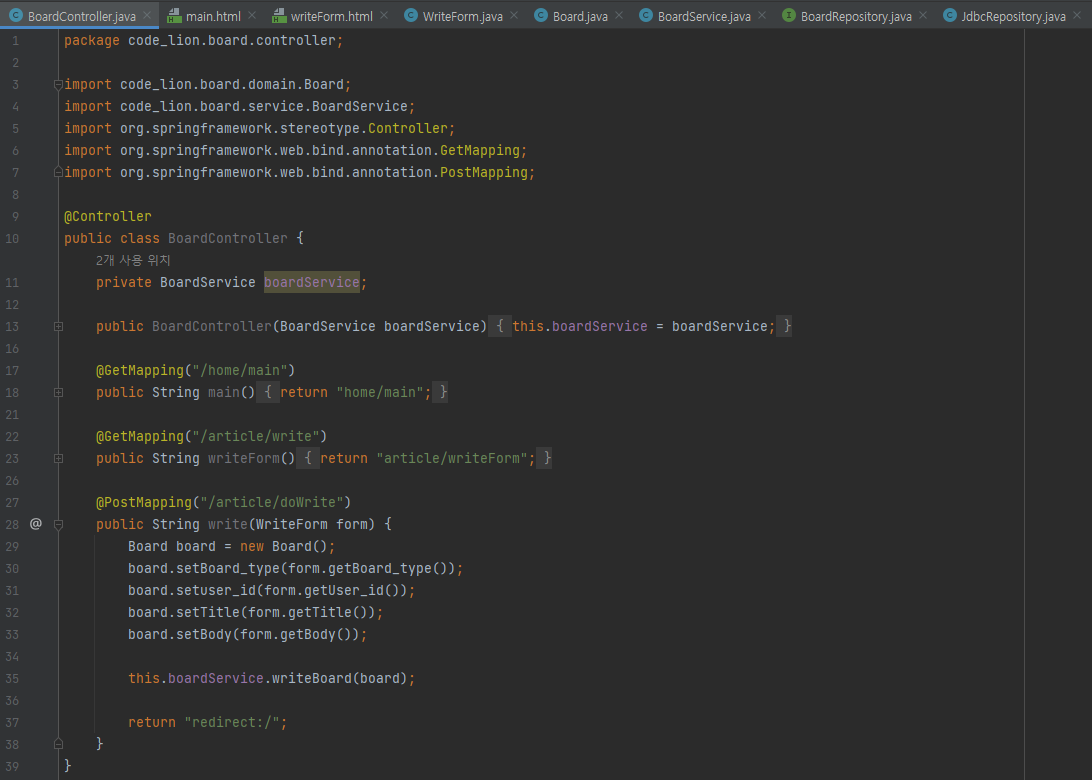 BoardController.java × main.html × writeForm.html × WriteForm.java × Board.java × BoardService.java × BoardRepository.java × JdbcRepository.java ×
1 package code_lion.board.controller;
2
3 import code_lion.board.domain.Board;
4 import code_lion.board.service.BoardService;
5 import org.springframework.stereotype.Controller;
6 import org.springframework.web.bind.annotation.GetMapping;
7 import org.springframework.web.bind.annotation.PostMapping;
8
9 @Controller
10 public class BoardController {
2개 사용 위치
11 private BoardService boardService;
12
13 public BoardController(BoardService boardService) { this.boardService = boardService; }
16
17 @GetMapping("/home/main")
18 public String main() { return "home/main"; }
21
22 @GetMapping("/article/write")
23 public String writeForm() { return "article/writeForm"; }
26
27 @PostMapping("/article/doWrite")
28 @ public String write(WriteForm form) {
29 Board board = new Board();
30 board.setBoard_type(form.getBoard_type());
31 board.setuser_id(form.getUser_id());
32 board.setTitle(form.getTitle());
33 board.setBody(form.getBody());
34
35 this.boardService.writeBoard(board);
36
37 return "redirect:/";
38 }
39 }